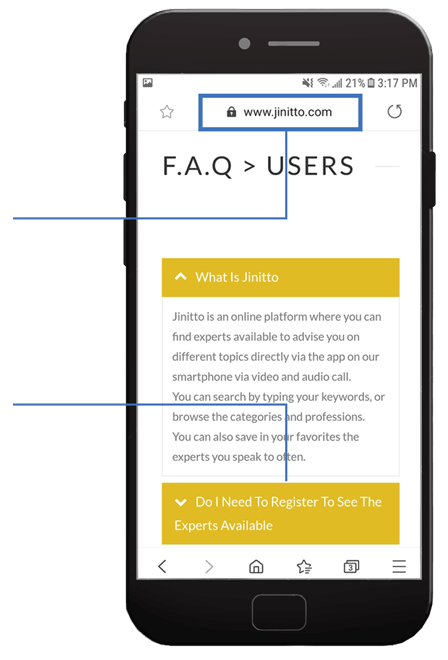 21% 3:17 PM
www.jinitto.com
F.A.Q > USERS
What Is Jinitto
Jinitto is an online platform where you can
find experts available to advise you on
different topics directly via the app on our
smartphone via video and audio call.
You can search by typing your keywords, or
browse the categories and professions.
You can also save in your favorites the
experts you speak to often.
Do I Need To Register To See The
Experts Available
3